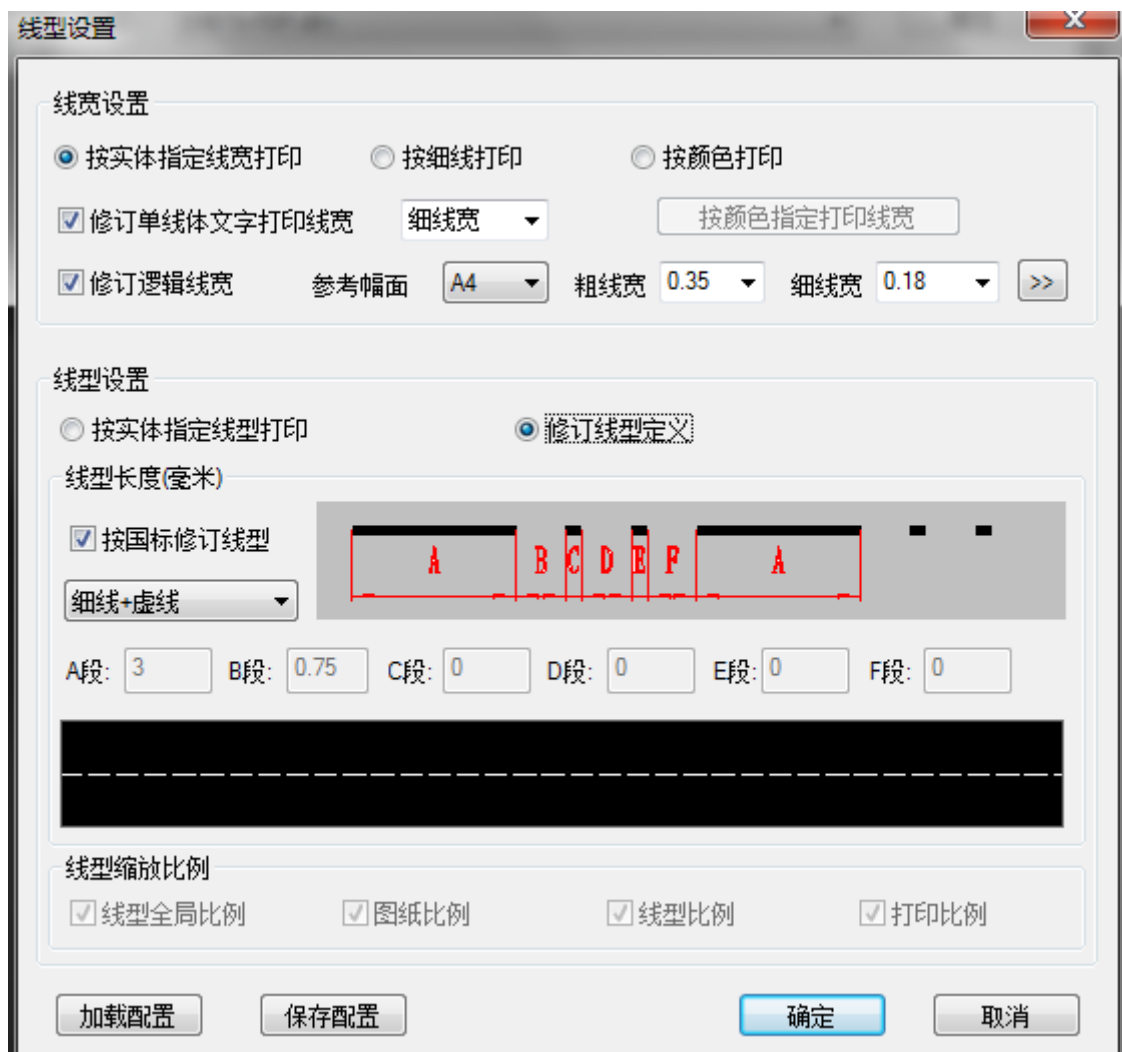 线型设置
线宽设置
按实体指定线宽打印 按细线打印 按颜色打印
修订单线体文字打印线宽 细线宽 按颜色指定打印线宽
修订逻辑线宽 参考幅面 A4 粗线宽 0.35 细线宽 0.18 >>
线型设置
按实体指定线型打印 修订线型定义
线型长度(毫米)
按国标修订线型
A B C D E F A
细线+虚线
A段: 3 B段: 0.75 C段: 0 D段: 0 E段: 0 F段: 0
线型缩放比例
线型全局比例 图纸比例 线型比例 打印比例
加载配置 保存配置 确定 取消